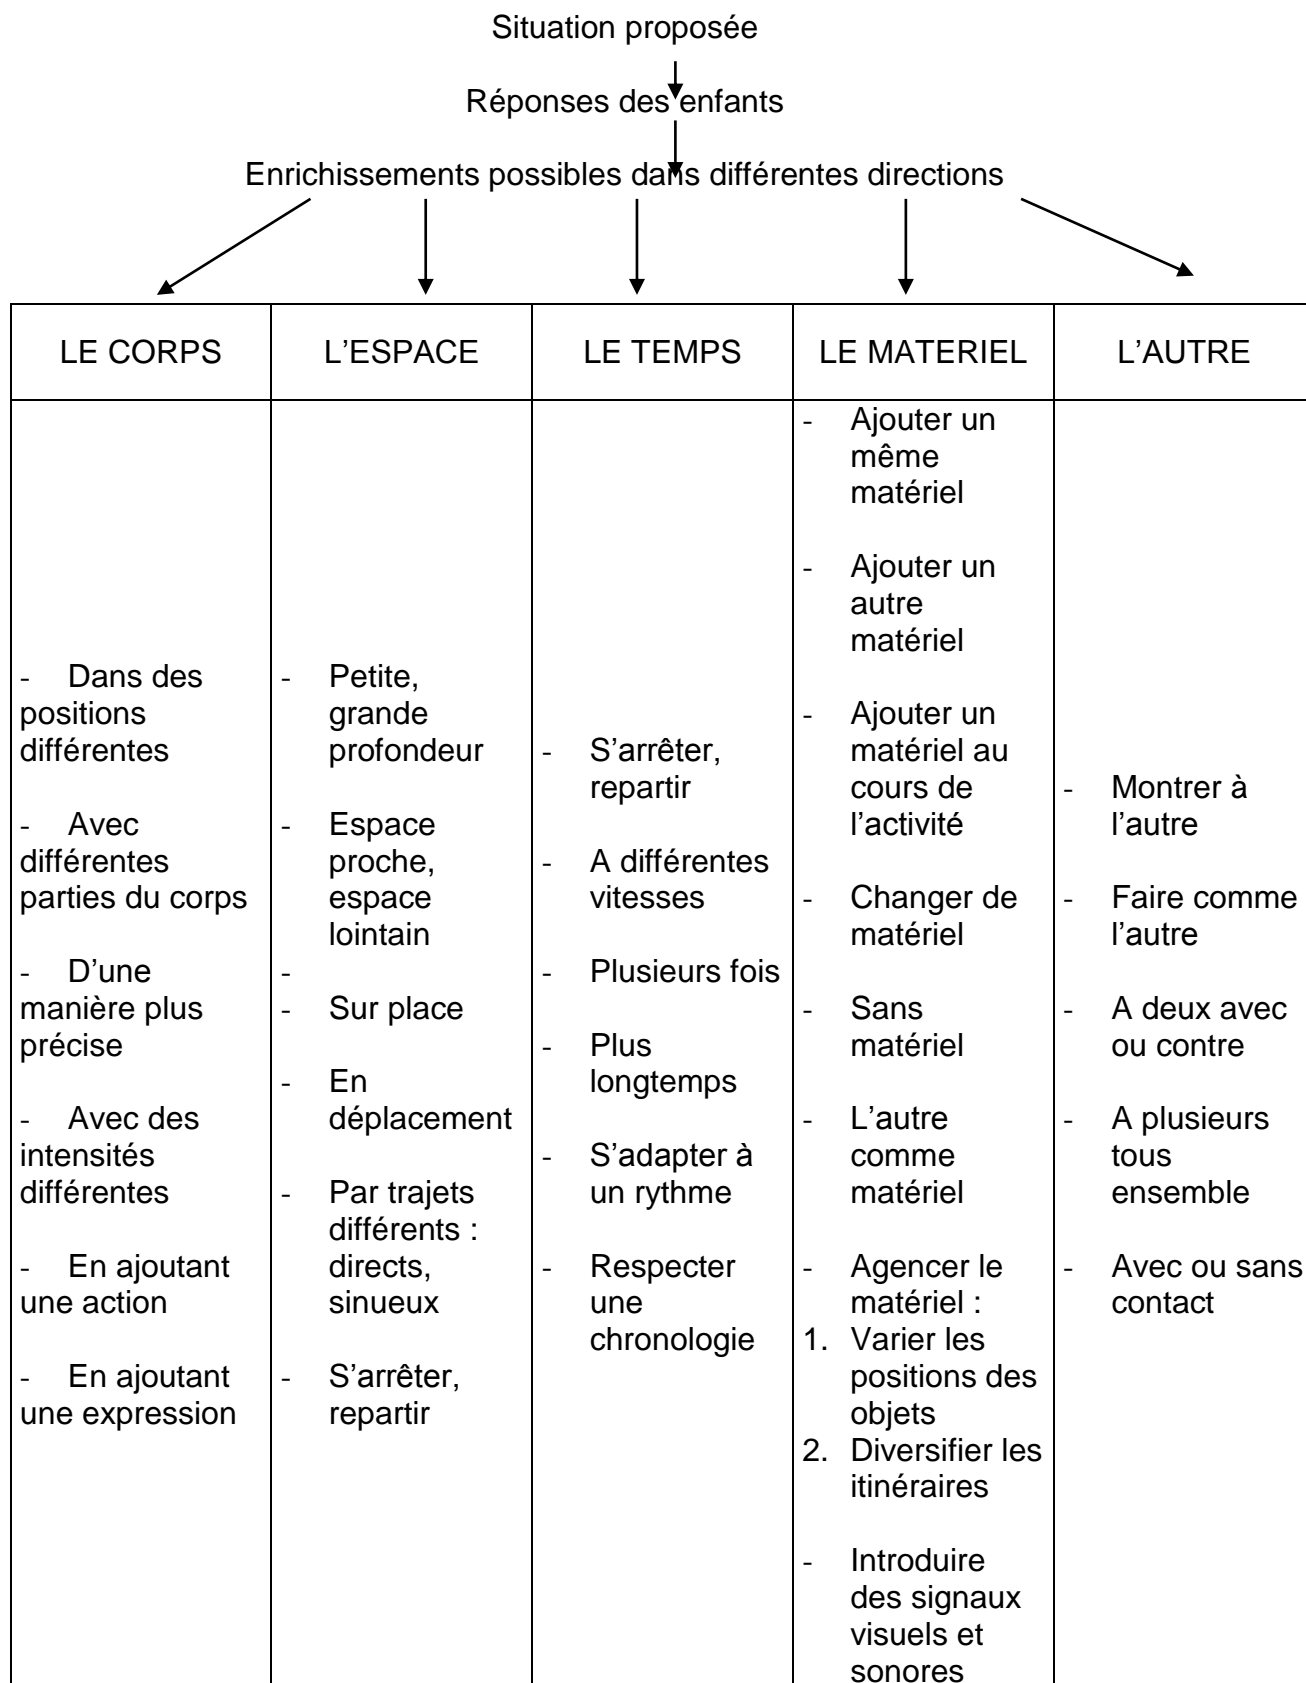 Situation proposée
Réponses des enfants
Enrichissements possibles dans différentes directions
LE CORPS
L’ESPACE
LE TEMPS
LE MATERIEL
L’AUTRE
- Dans des
positions
différentes
- Avec
différentes
parties du corps
- D’une
manière plus
précise
- Avec des
intensités
différentes
- En ajoutant
une action
- En ajoutant
une expression
- Petite,
grande
profondeur
- Espace
proche,
espace
lointain
-
- Sur place
- En
déplacement
- Par trajets
différents :
directs,
sinueux
- S’arrêter,
repartir
- S’arrêter,
repartir
- A différentes
vitesses
- Plusieurs fois
- Plus
longtemps
- S’adapter à
un rythme
- Respecter
une
chronologie
- Ajouter un
même
matériel
- Ajouter un
autre
matériel
- Ajouter un
matériel au
cours de
l’activité
- Changer de
matériel
- Sans
matériel
- L’autre
comme
matériel
- Agencer le
matériel :
1. Varier les
positions des
objets
2. Diversifier les
itinéraires
- Introduire
des signaux
visuels et
sonores
- Montrer à
l’autre
- Faire comme
l’autre
- A deux avec
ou contre
- A plusieurs
tous
ensemble
- Avec ou sans
contact